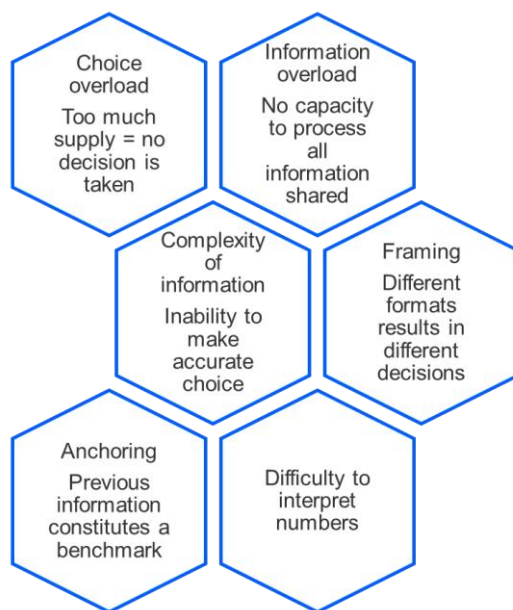 Choice
overload
Too much
supply = no
decision is
taken
Information
overload
No capacity
to process
all
information
shared
Complexity
of
information
Inability to
make
accurate
choice
Framing
Different
formats
results in
different
decisions
Anchoring
Previous
information
constitutes a
benchmark
Difficulty to
interpret
numbers